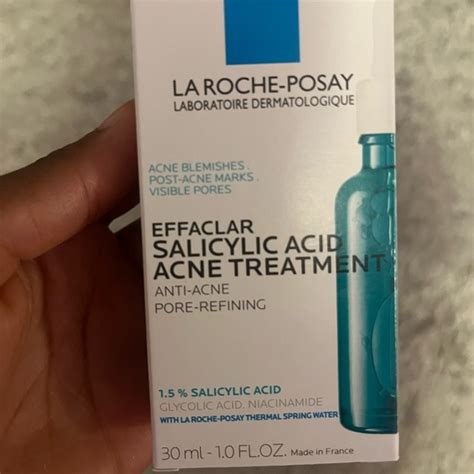 LA ROCHE-POSAY
LABORATOIRE DERMATOLOGIQUE
ACNE BLEMISHES .
POST-ACNE MARKS .
VISIBLE PORES
EFFACLAR
SALICYLIC ACID
ACNE TREATMENT
ANTI-ACNE
PORE-REFINING
1.5 % SALICYLIC ACID
GLYCOLIC ACID, NIACINAMIDE
WITH LA ROCHE-POSAY THERMAL SPRING WATER
30 ml - 1.0 FL.OZ. Made in France